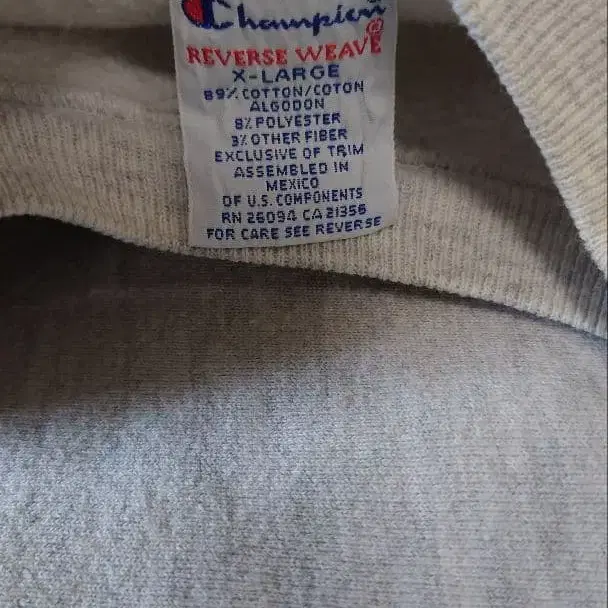 Champion
REVERSE WEAVE
X-LARGE
89% COTTON/COTON
ALGODON
8% POLYESTER
3% OTHER FIBER
EXCLUSIVE OF TRIM
ASSEMBLED IN
MEXICO
OF U.S. COMPONENTS
RN 26094 CA 21356
FOR CARE SEE REVERSE